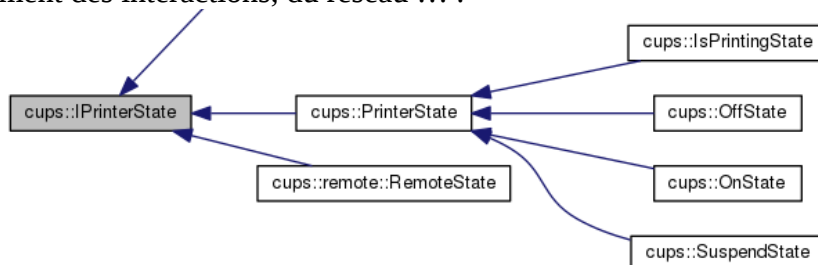 ment des interactions, du réseau ... .
cups::IsPrintingState
cups::IPrinterState
cups::PrinterState
cups::OffState
cups::remote::RemoteState
cups::OnState
cups::SuspendState